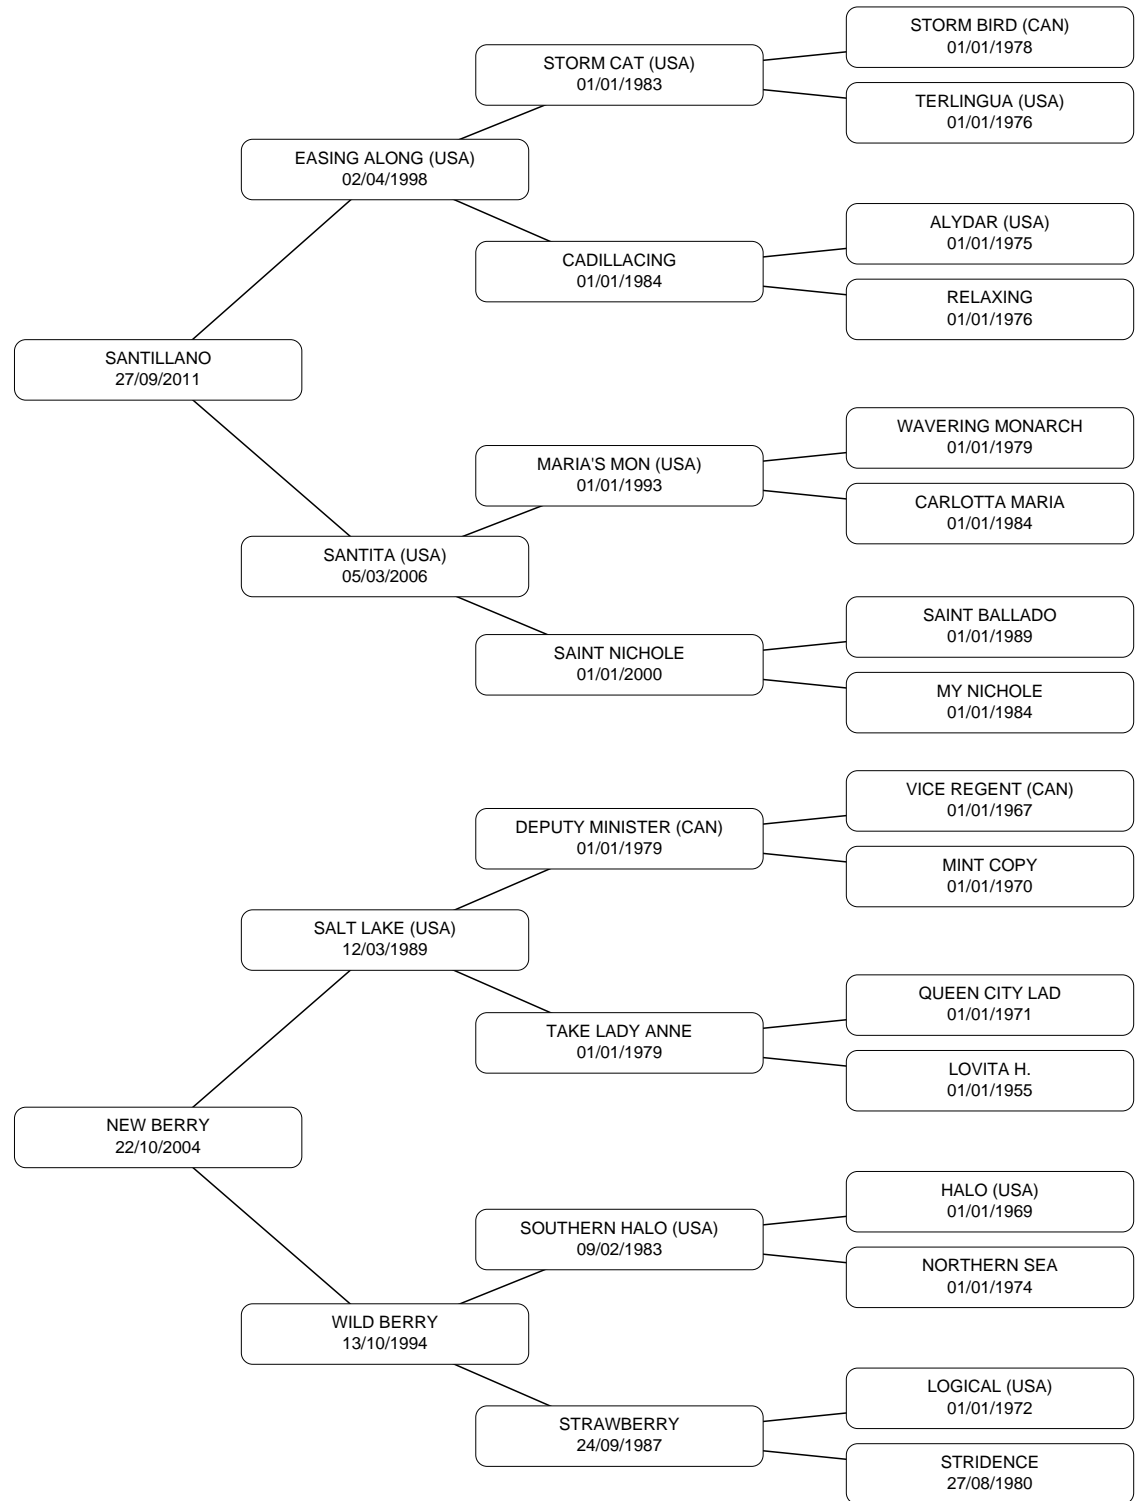 STORM BIRD (CAN)
01/01/1978
STORM CAT (USA)
01/01/1983
TERLINGUA (USA)
01/01/1976
EASING ALONG (USA)
02/04/1998
ALYDAR (USA)
01/01/1975
CADILLACING
01/01/1984
RELAXING
01/01/1976
SANTILLANO
27/09/2011
WAVERING MONARCH
01/01/1979
MARIA'S MON (USA)
01/01/1993
CARLOTTA MARIA
01/01/1984
SANTITA (USA)
05/03/2006
SAINT BALLADO
01/01/1989
SAINT NICHOLE
01/01/2000
MY NICHOLE
01/01/1984
VICE REGENT (CAN)
01/01/1967
DEPUTY MINISTER (CAN)
01/01/1979
MINT COPY
01/01/1970
SALT LAKE (USA)
12/03/1989
QUEEN CITY LAD
01/01/1971
TAKE LADY ANNE
01/01/1979
LOVITA H.
01/01/1955
NEW BERRY
22/10/2004
HALO (USA)
01/01/1969
SOUTHERN HALO (USA)
09/02/1983
NORTHERN SEA
01/01/1974
WILD BERRY
13/10/1994
LOGICAL (USA)
01/01/1972
STRAWBERRY
24/09/1987
STRIDENCE
27/08/1980